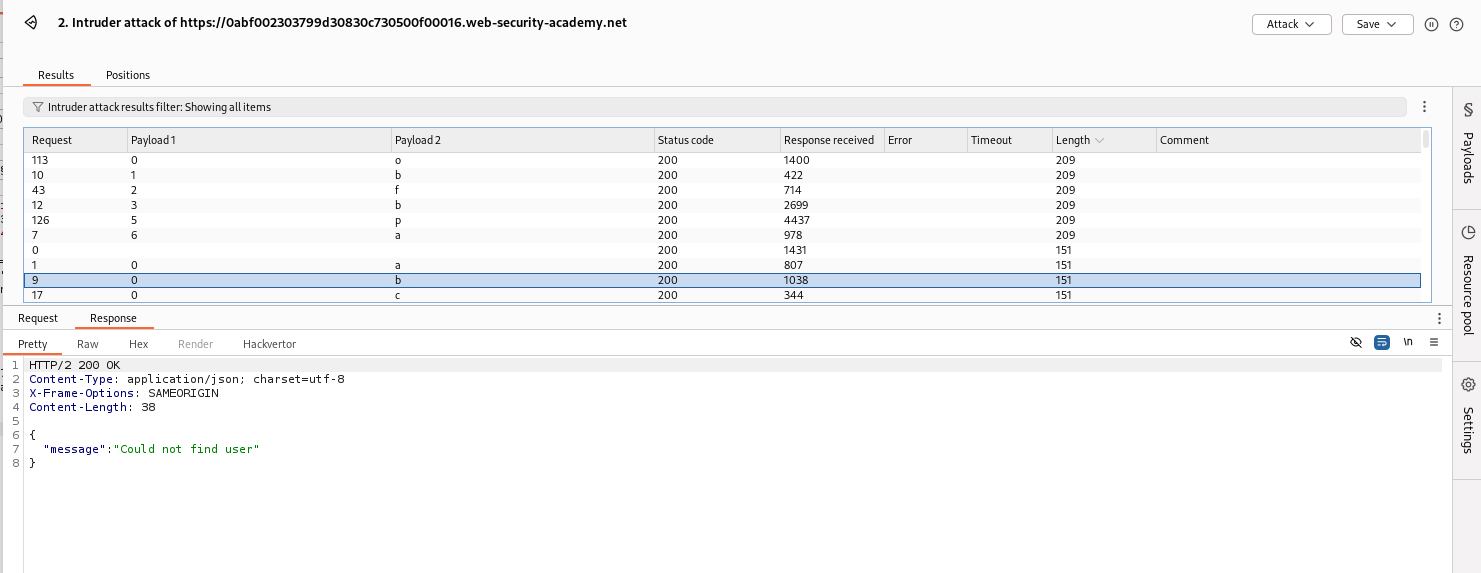 2. Intruder attack of https://0abf002303799d30830c730500f00016.web-security-academy.net
Attack
Save
Results Positions
Intruder attack results filter: Showing all items
Request Payload 1 Payload 2 Status code Response received Error Timeout Length Comment
113 0 o 200 1400 209
10 1 b 200 422 209
43 2 f 200 714 209
12 3 b 200 2699 209
126 5 p 200 4437 209
7 6 a 200 978 209
0 200 1431 151
1 0 a 200 807 151
9 0 b 200 1038 151
17 0 c 200 344 151
Request Response
Pretty Raw Hex Render Hackvertor
\n
1 HTTP/2 200 OK
2 Content-Type: application/json; charset=utf-8
3 X-Frame-Options: SAMEORIGIN
4 Content-Length: 38
5
6 {
7 "message":"Could not find user"
8 }
Payloads
Resource pool
Settings